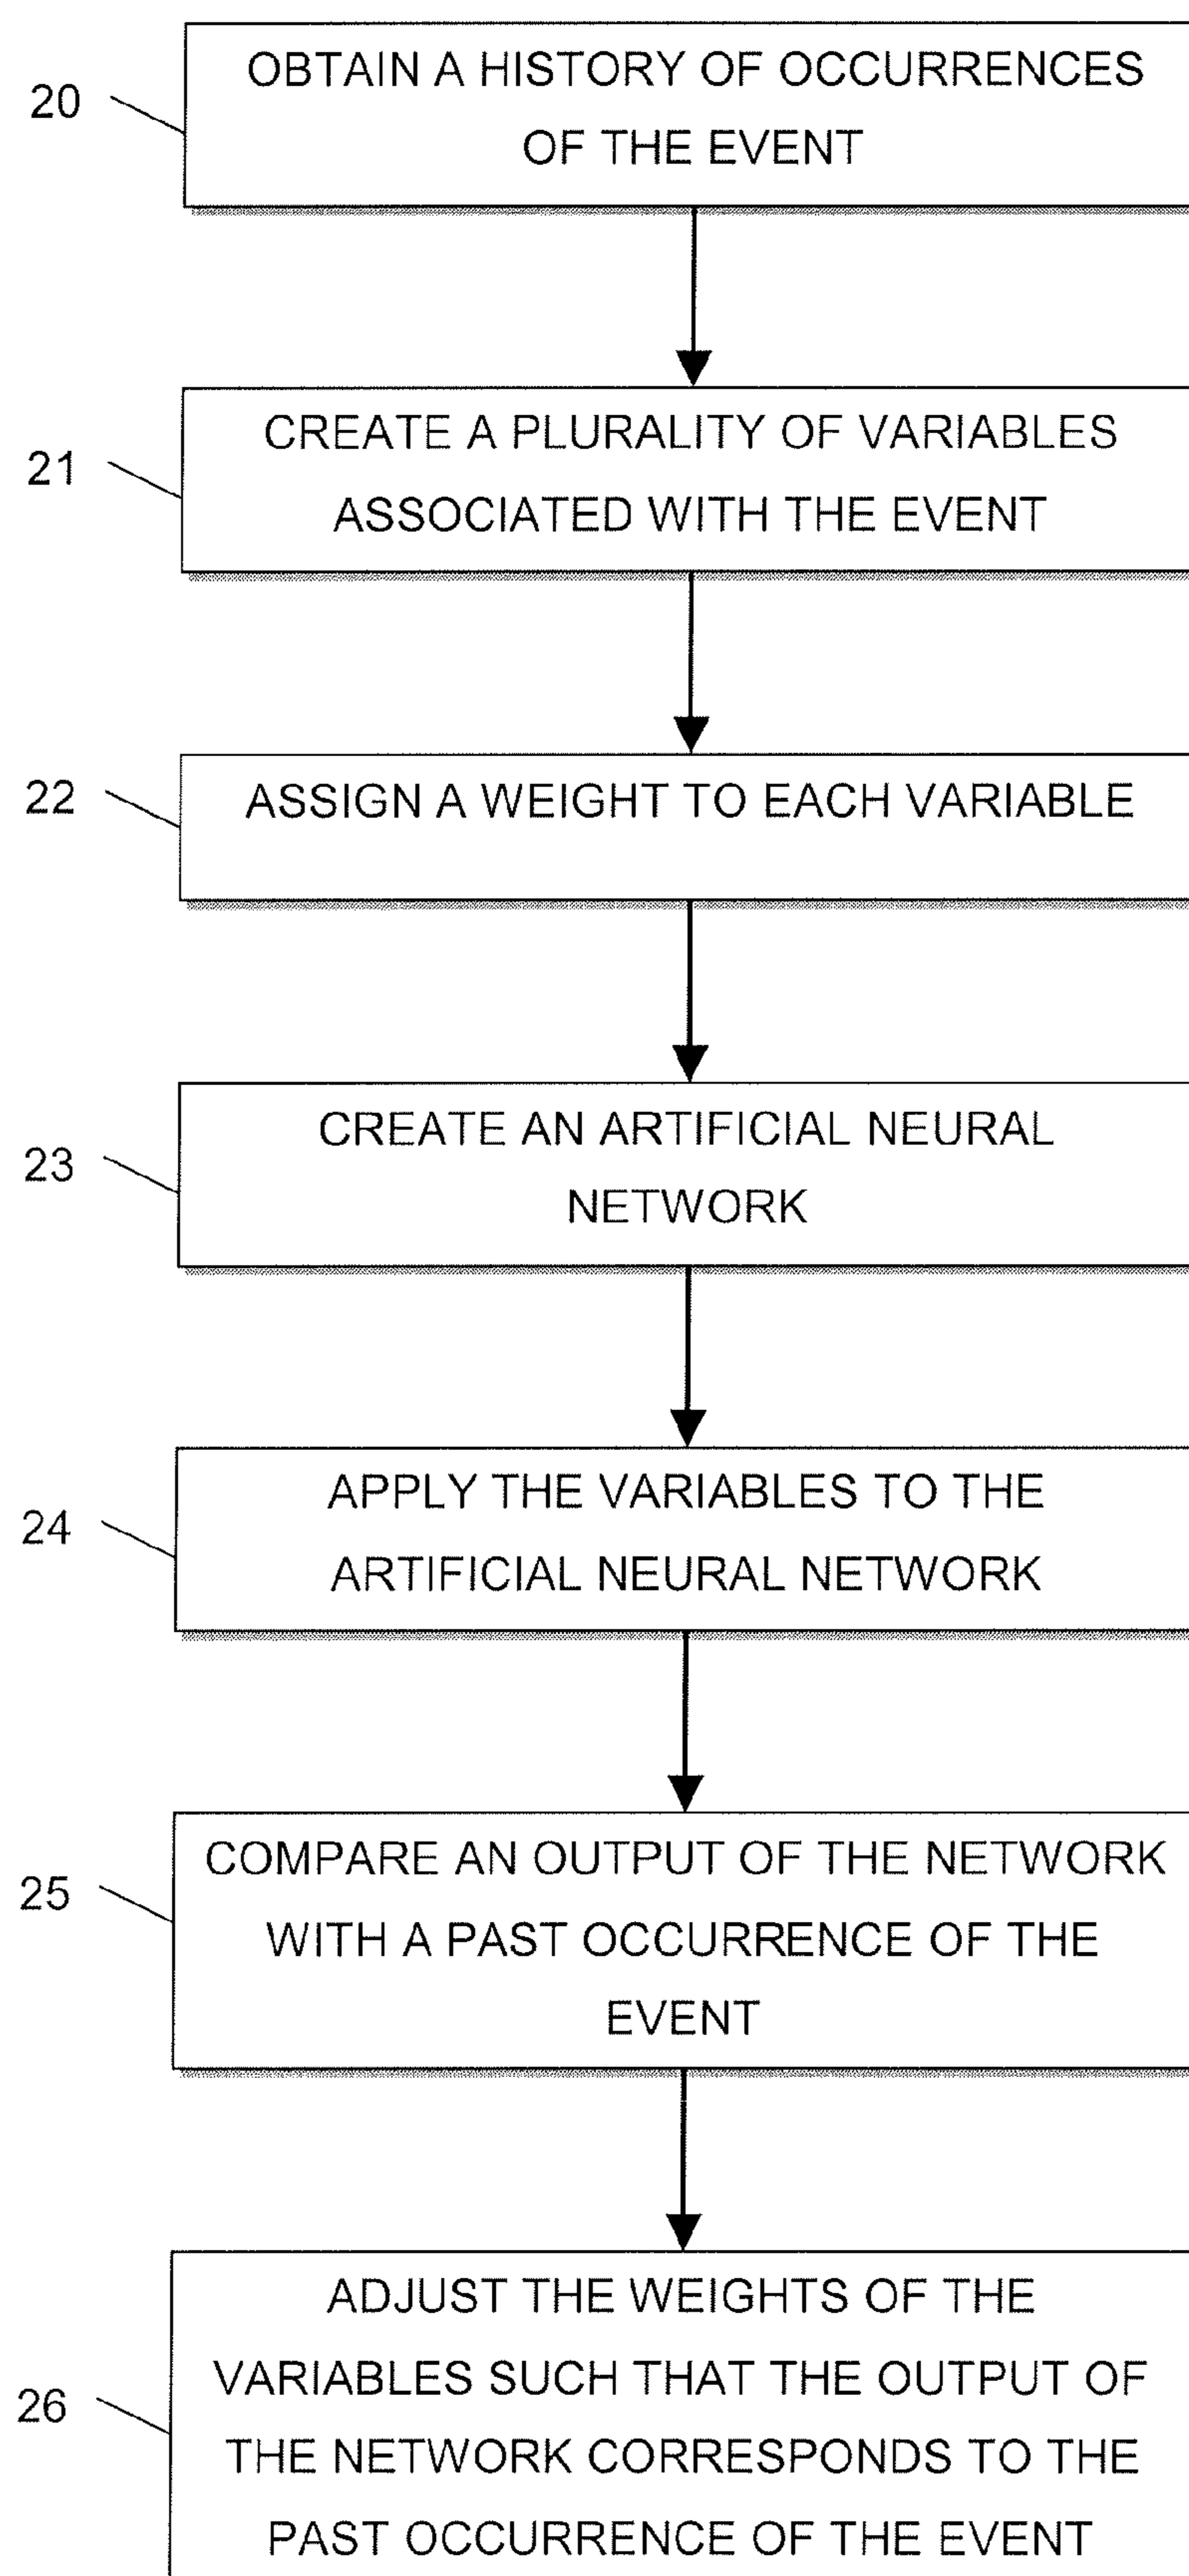 20
OBTAIN A HISTORY OF OCCURRENCES
OF THE EVENT
21
CREATE A PLURALITY OF VARIABLES
ASSOCIATED WITH THE EVENT
22
ASSIGN A WEIGHT TO EACH VARIABLE
23
CREATE AN ARTIFICIAL NEURAL
NETWORK
24
APPLY THE VARIABLES TO THE
ARTIFICIAL NEURAL NETWORK
25
COMPARE AN OUTPUT OF THE NETWORK
WITH A PAST OCCURRENCE OF THE
EVENT
26
ADJUST THE WEIGHTS OF THE
VARIABLES SUCH THAT THE OUTPUT OF
THE NETWORK CORRESPONDS TO THE
PAST OCCURRENCE OF THE EVENT